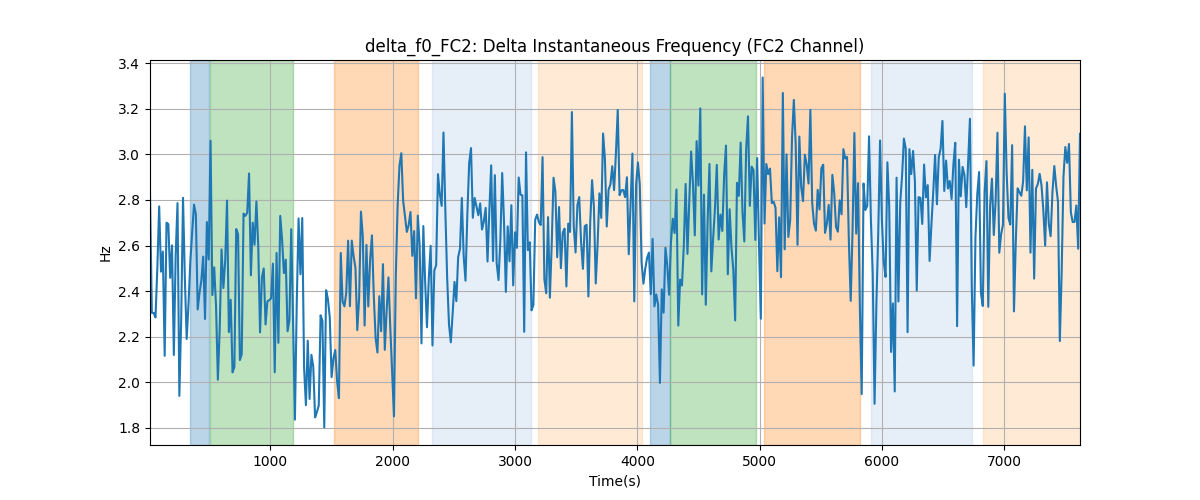 delta_f0_FC2: Delta Instantaneous Frequency (FC2 Channel)
3.4
3.2
3.0
2.8
2.6
2.4
2.2
2.0
1.8
Hz
1000 2000 3000 4000 5000 6000 7000
Time(s)